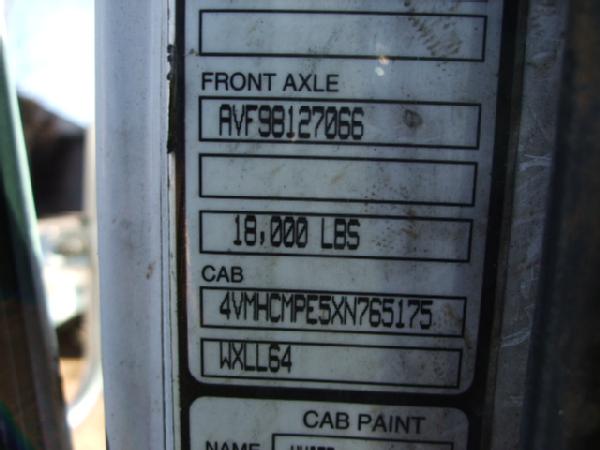 FRONT AXLE
AVF98127066
18,000 LBS
CAB
4VMHCMPE5XN765175
WXLL64
CAB PAINT
NAME